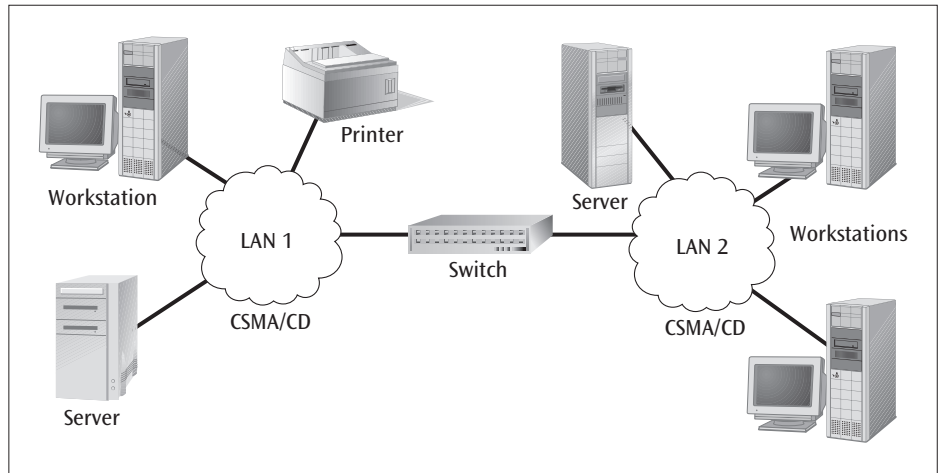 Printer
Workstation
Server
LAN 1
LAN 2
Workstations
Switch
CSMA/CD
CSMA/CD
Server